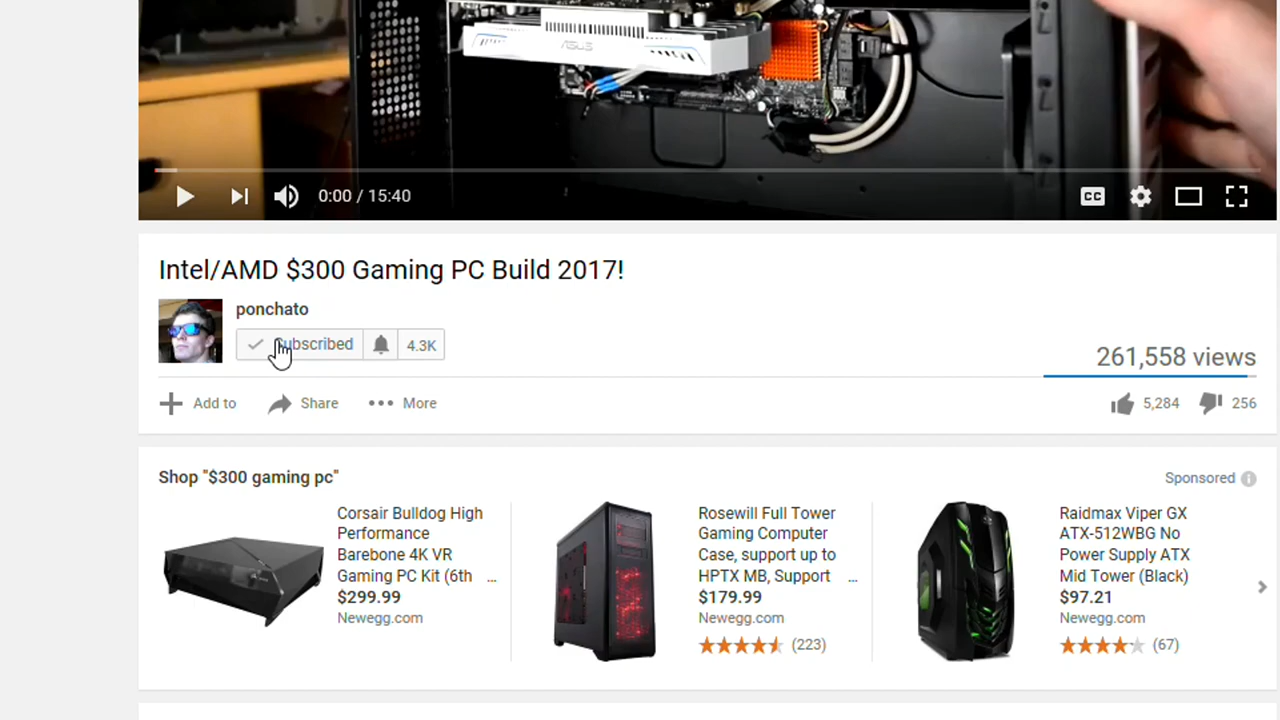 ASUS
0:00 / 15:40
CC
Intel/AMD $300 Gaming PC Build 2017!
ponchato
Subscribed
4.3K
261,558 views
Add to
Share
More
5,284
256
Shop "$300 gaming pc"
Sponsored
Corsair Bulldog High
Performance
Barebone 4K VR
Gaming PC Kit (6th ...
$299.99
Newegg.com
Rosewill Full Tower
Gaming Computer
Case, support up to
HPTX MB, Support ...
$179.99
Newegg.com
(223)
Raidmax Viper GX
ATX-512WBG No
Power Supply ATX
Mid Tower (Black)
$97.21
Newegg.com
(67)